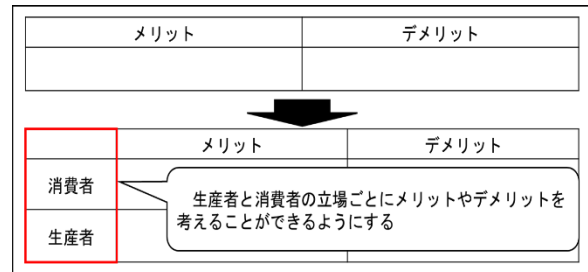 メリット デメリット
メリット デメリット
消費者
生産者と消費者の立場ごとにメリットやデメリットを
考えることができるようにする
生産者